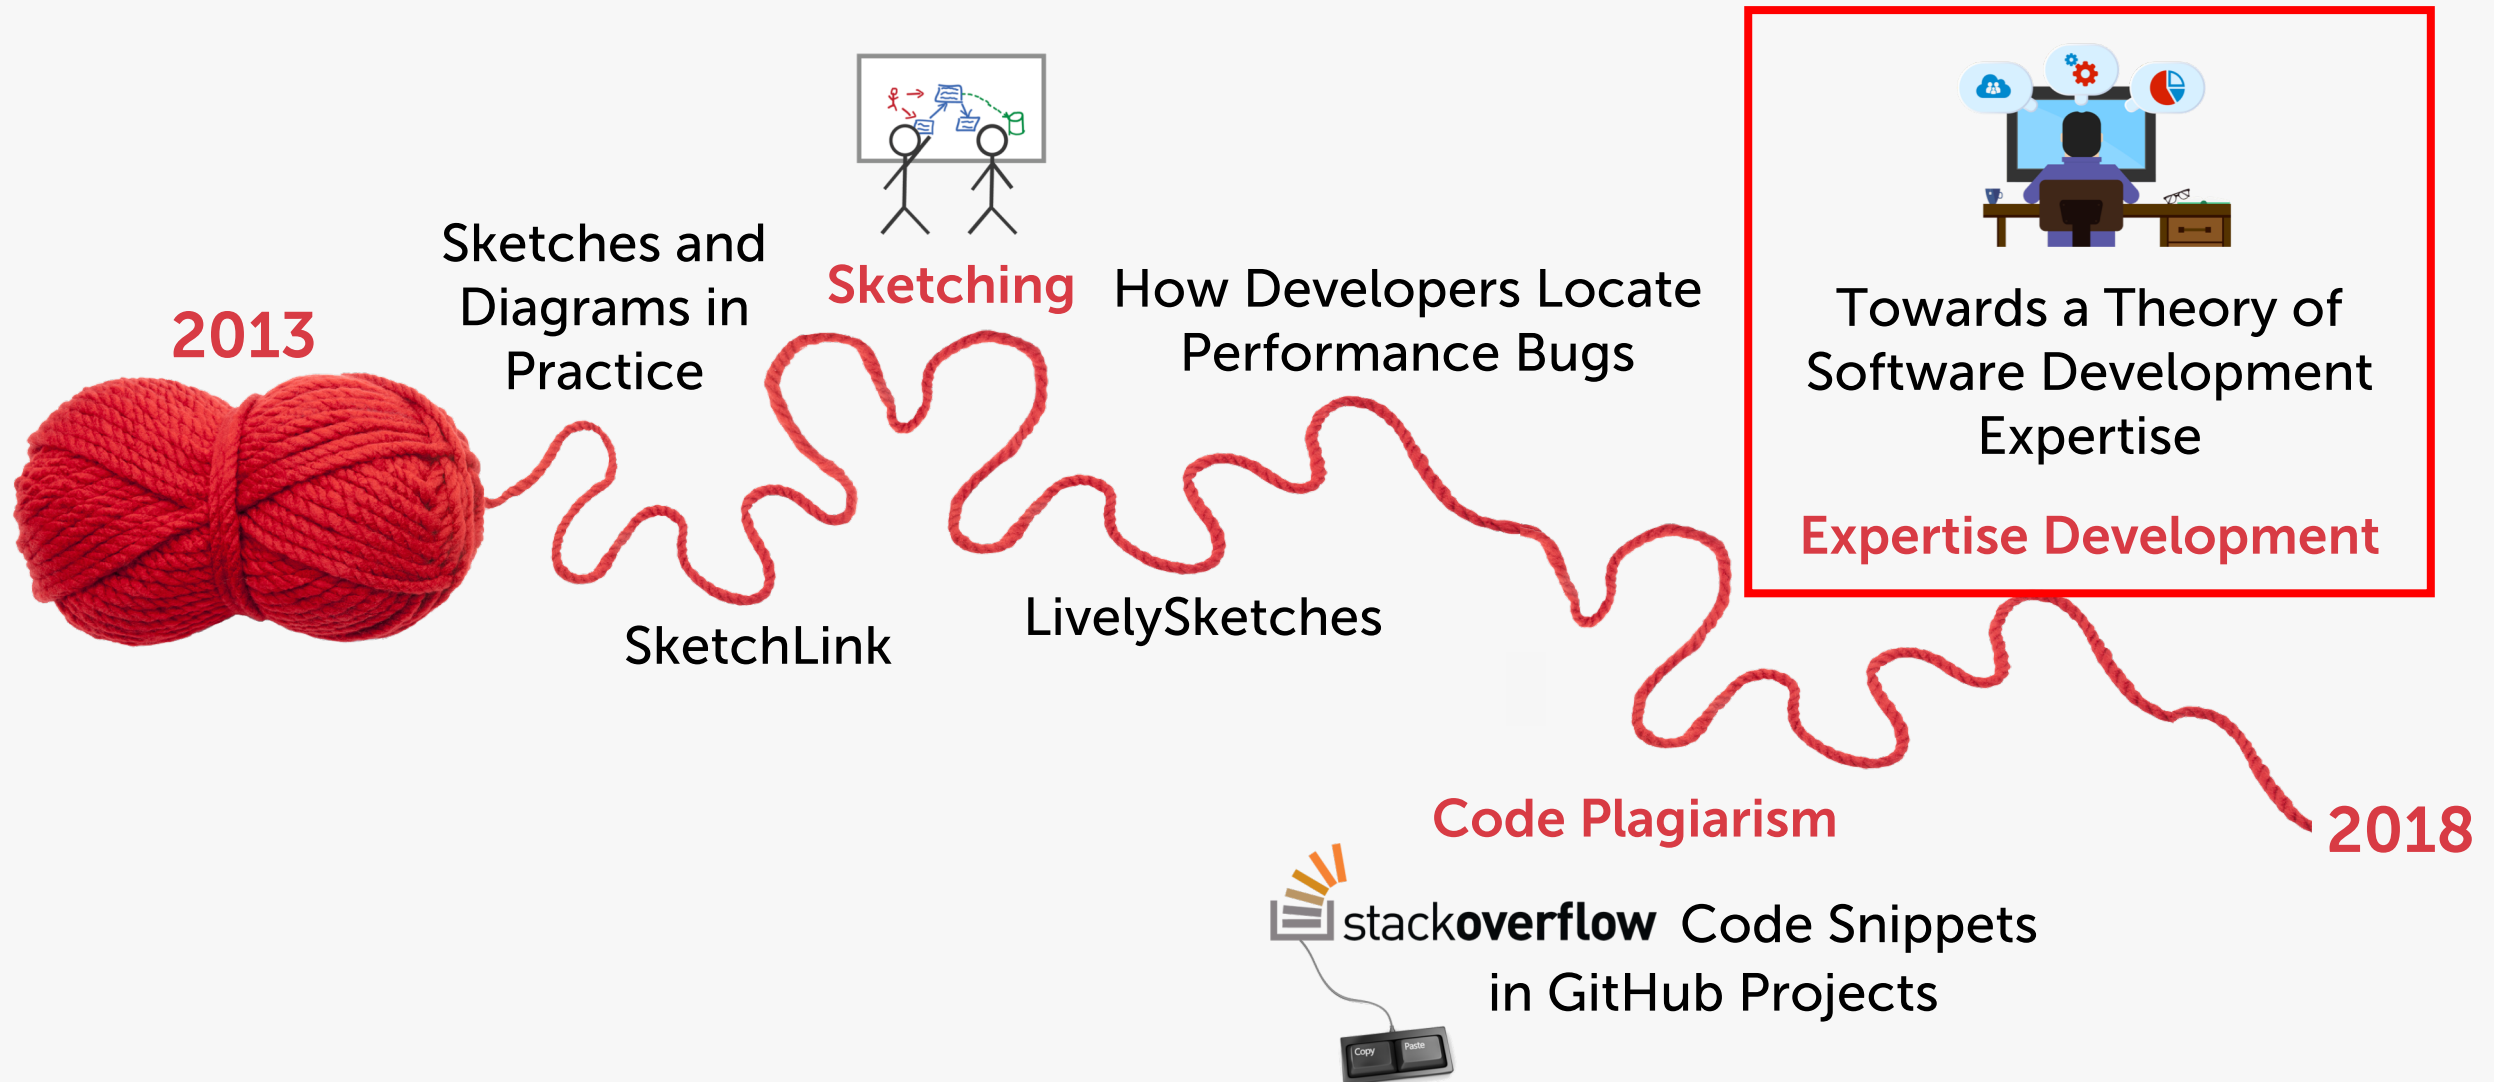 2013
Sketches and
Diagrams in
Practice
SketchLink
Sketching
LivelySketches
How Developers Locate
Performance Bugs
Towards a Theory of
Software Development
Expertise
Expertise Development
Code Plagiarism
stackoverflow Code Snippets
in GitHub Projects
Copy Paste
2018